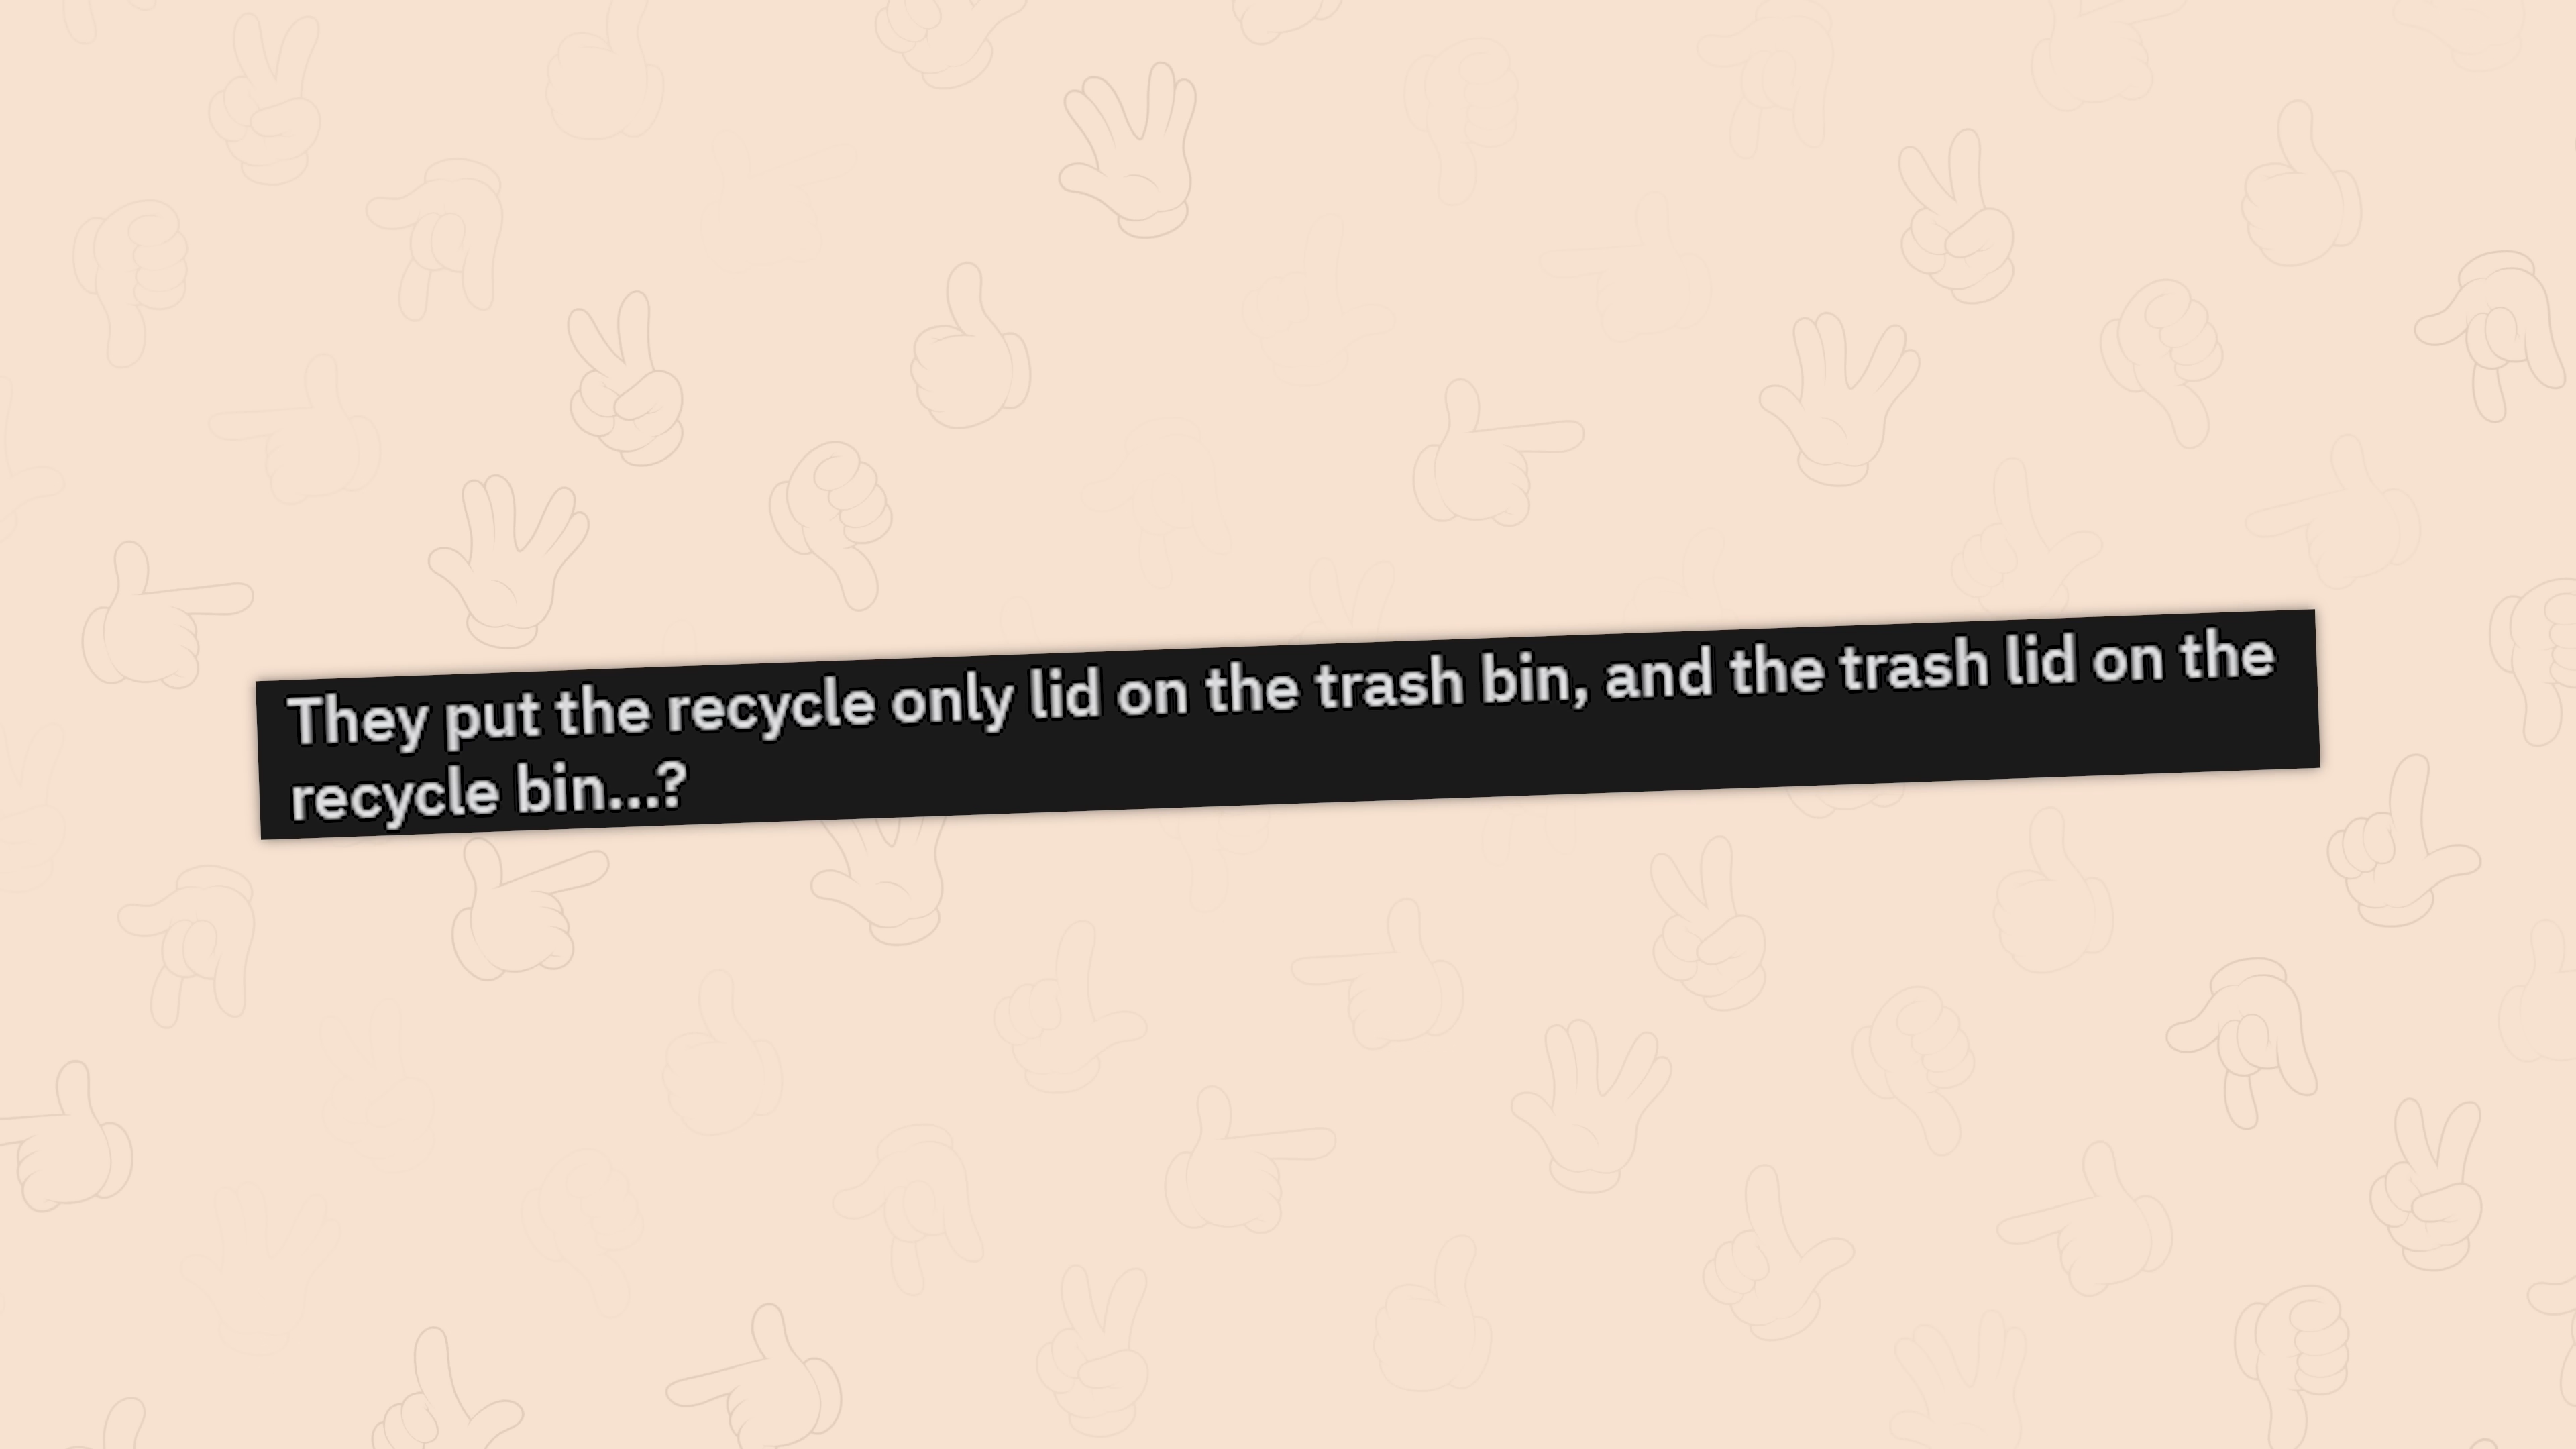 They put the recycle only lid on the trash bin, and the trash lid on the
recycle bin...?